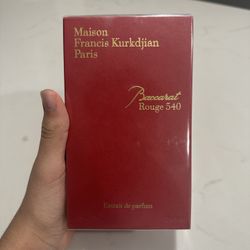 Maison
Francis Kurkdjian
Paris
Baccarat
Rouge 540
Extrait de parfum